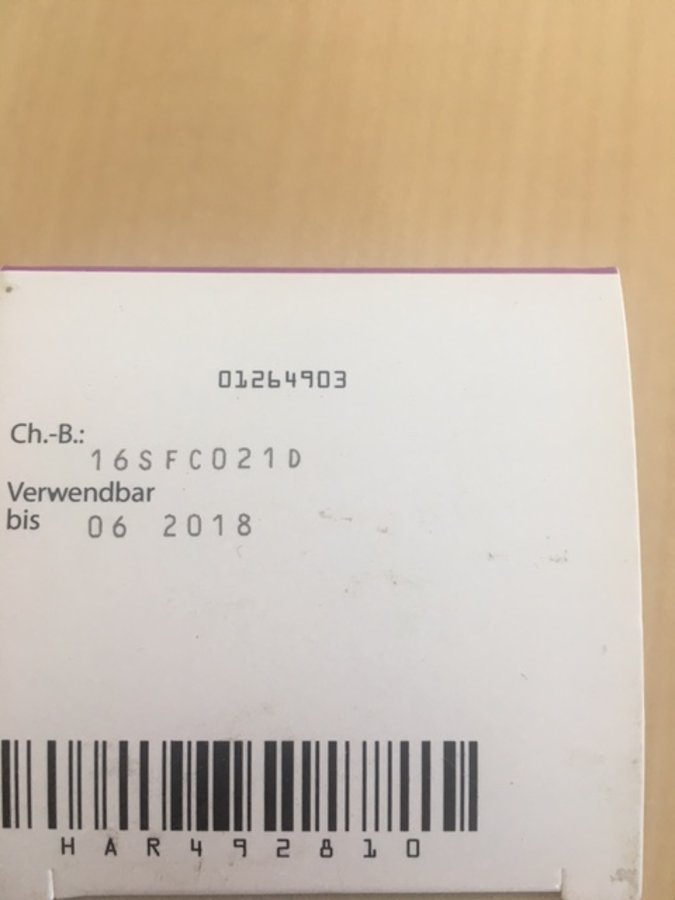 01264903
Ch.-B.:
16SFC021D
Verwendbar
bis 06 2018
HAR492810